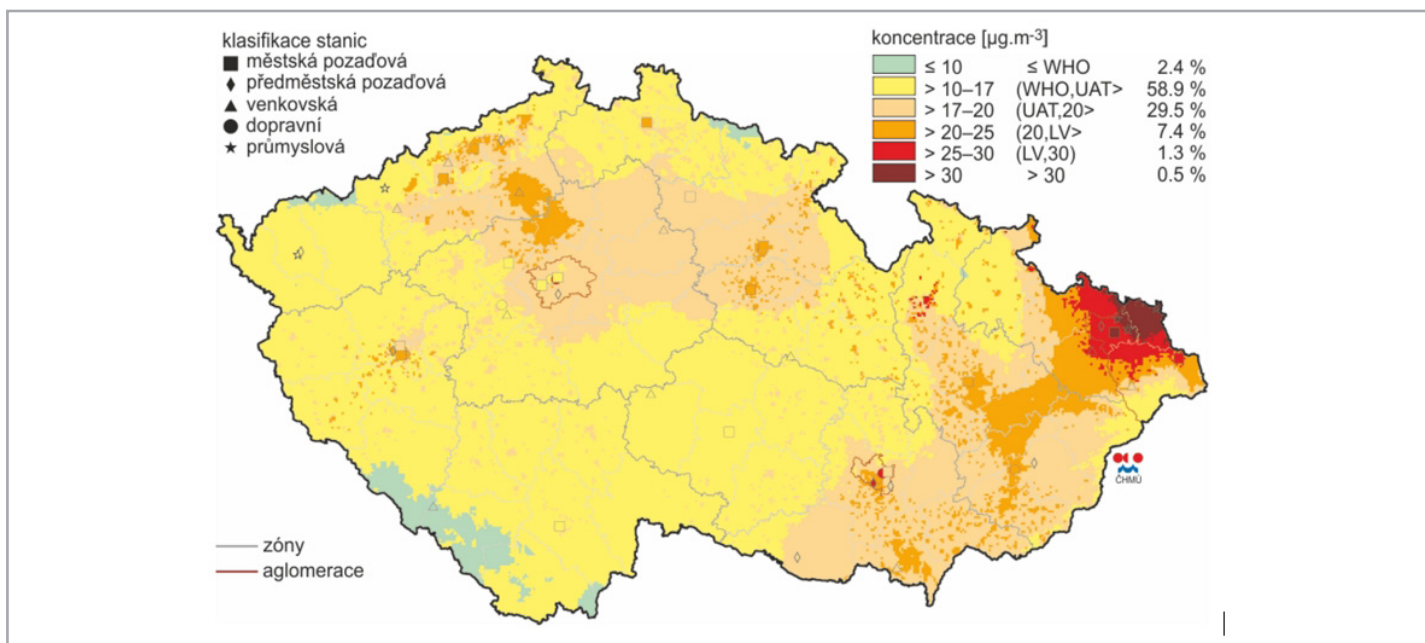 klasifikace stanic
městská pozaďová
předměstská pozaďová
venkovská
dopravní
průmyslová
koncentrace [µg.m-3]
≤ 10 ≤ WHO 2.4 %
> 10–17 (WHO,UAT> 58.9 %
> 17–20 (UAT,20> 29.5 %
> 20–25 (20,LV> 7.4 %
> 25–30 (LV,30) 1.3 %
> 30 > 30 0.5 %
ČHMÚ
zóny
aglomerace